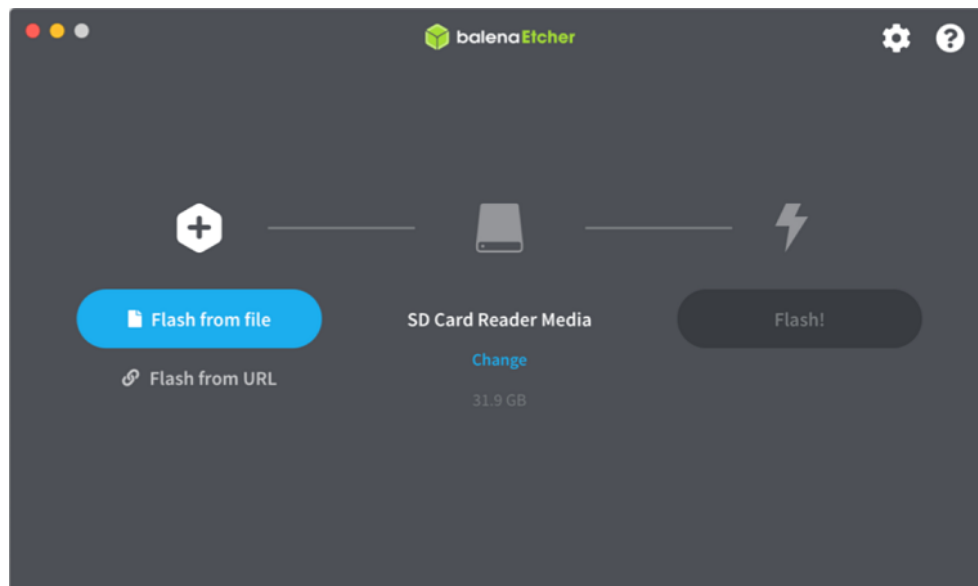 balenaEtcher
Flash from file
Flash from URL
SD Card Reader Media
Change
31.9 GB
Flash!